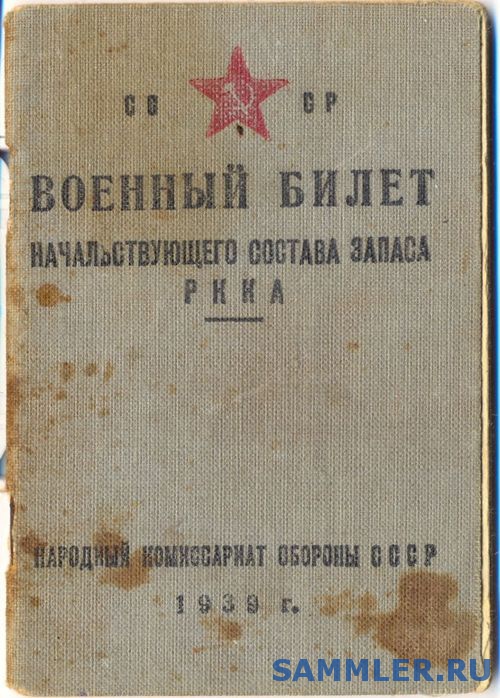 СС СР
ВОЕННЫЙ БИЛЕТ
НАЧАЛЬСТВУЮЩЕГО СОСТАВА ЗАПАСА
РККА
НАРОДНЫЙ КОМИССАРИАТ ОБОРОНЫ СССР
1939 г.
SAMMLER.RU